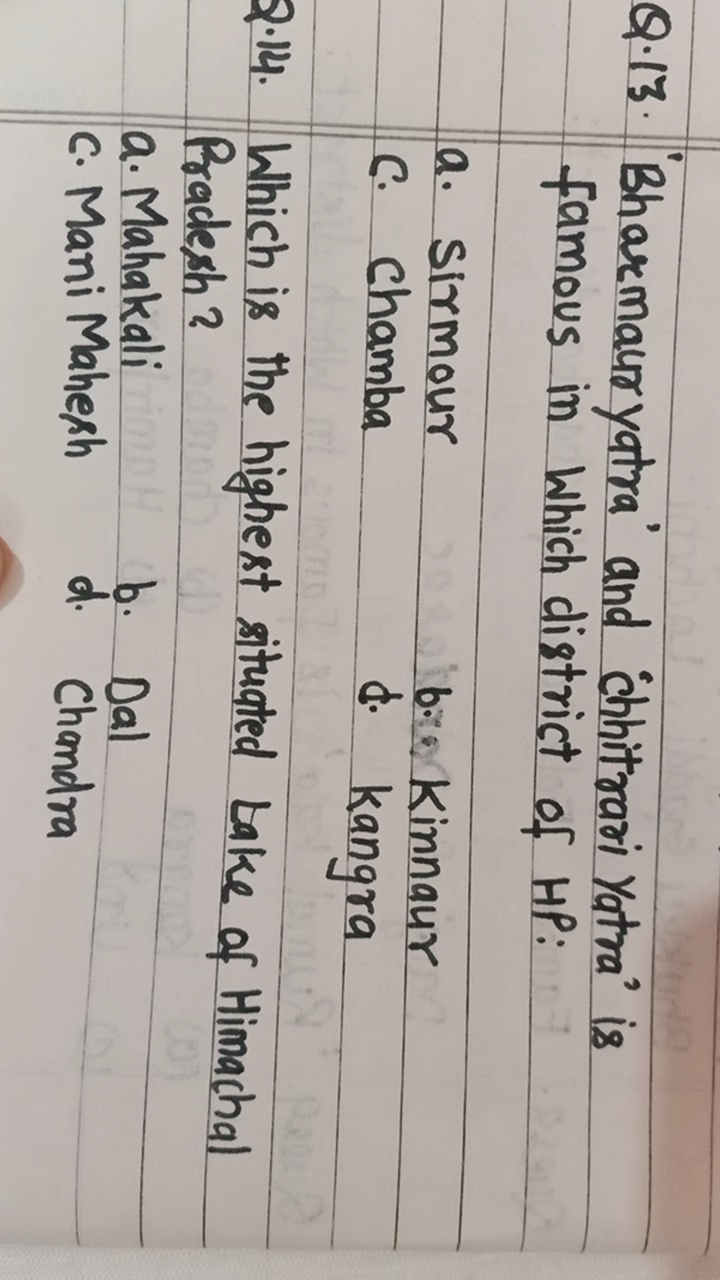 Q.13. 'Bharmaur yatra' and 'Chhitrari Yatra' is
famous in which district of HP:
a. Sirmour b. Kinnaur
c. Chamba d. Kangra
Q.14. Which is the highest situated Lake of Himachal
Pradesh?
a. Mahakali b. Dal
c. Mani Mahesh d. Chandra